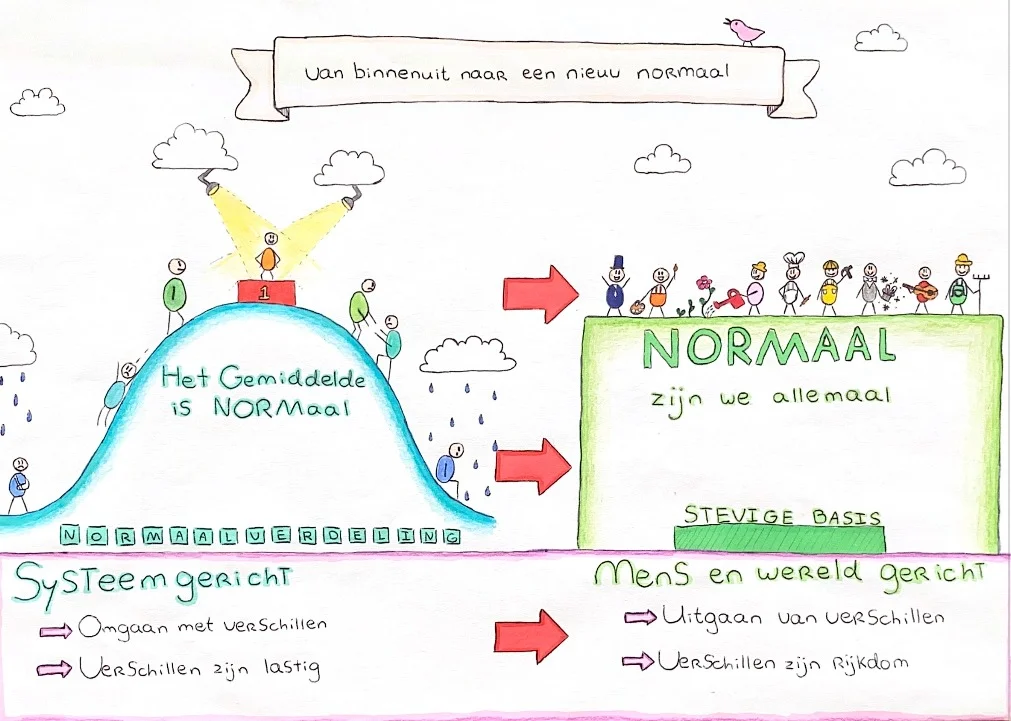 Van binnenuit naar een nieuw normaal
1
Het Gemiddelde
is NORMaal
NORMAALVERDELING
NORMAAL
zijn we allemaal
STEVIGE BASIS
Systeemgericht
Omgaan met verschillen
Verschillen zijn lastig
Mens en wereld gericht
Uitgaan van verschillen
Verschillen zijn Rijkdom